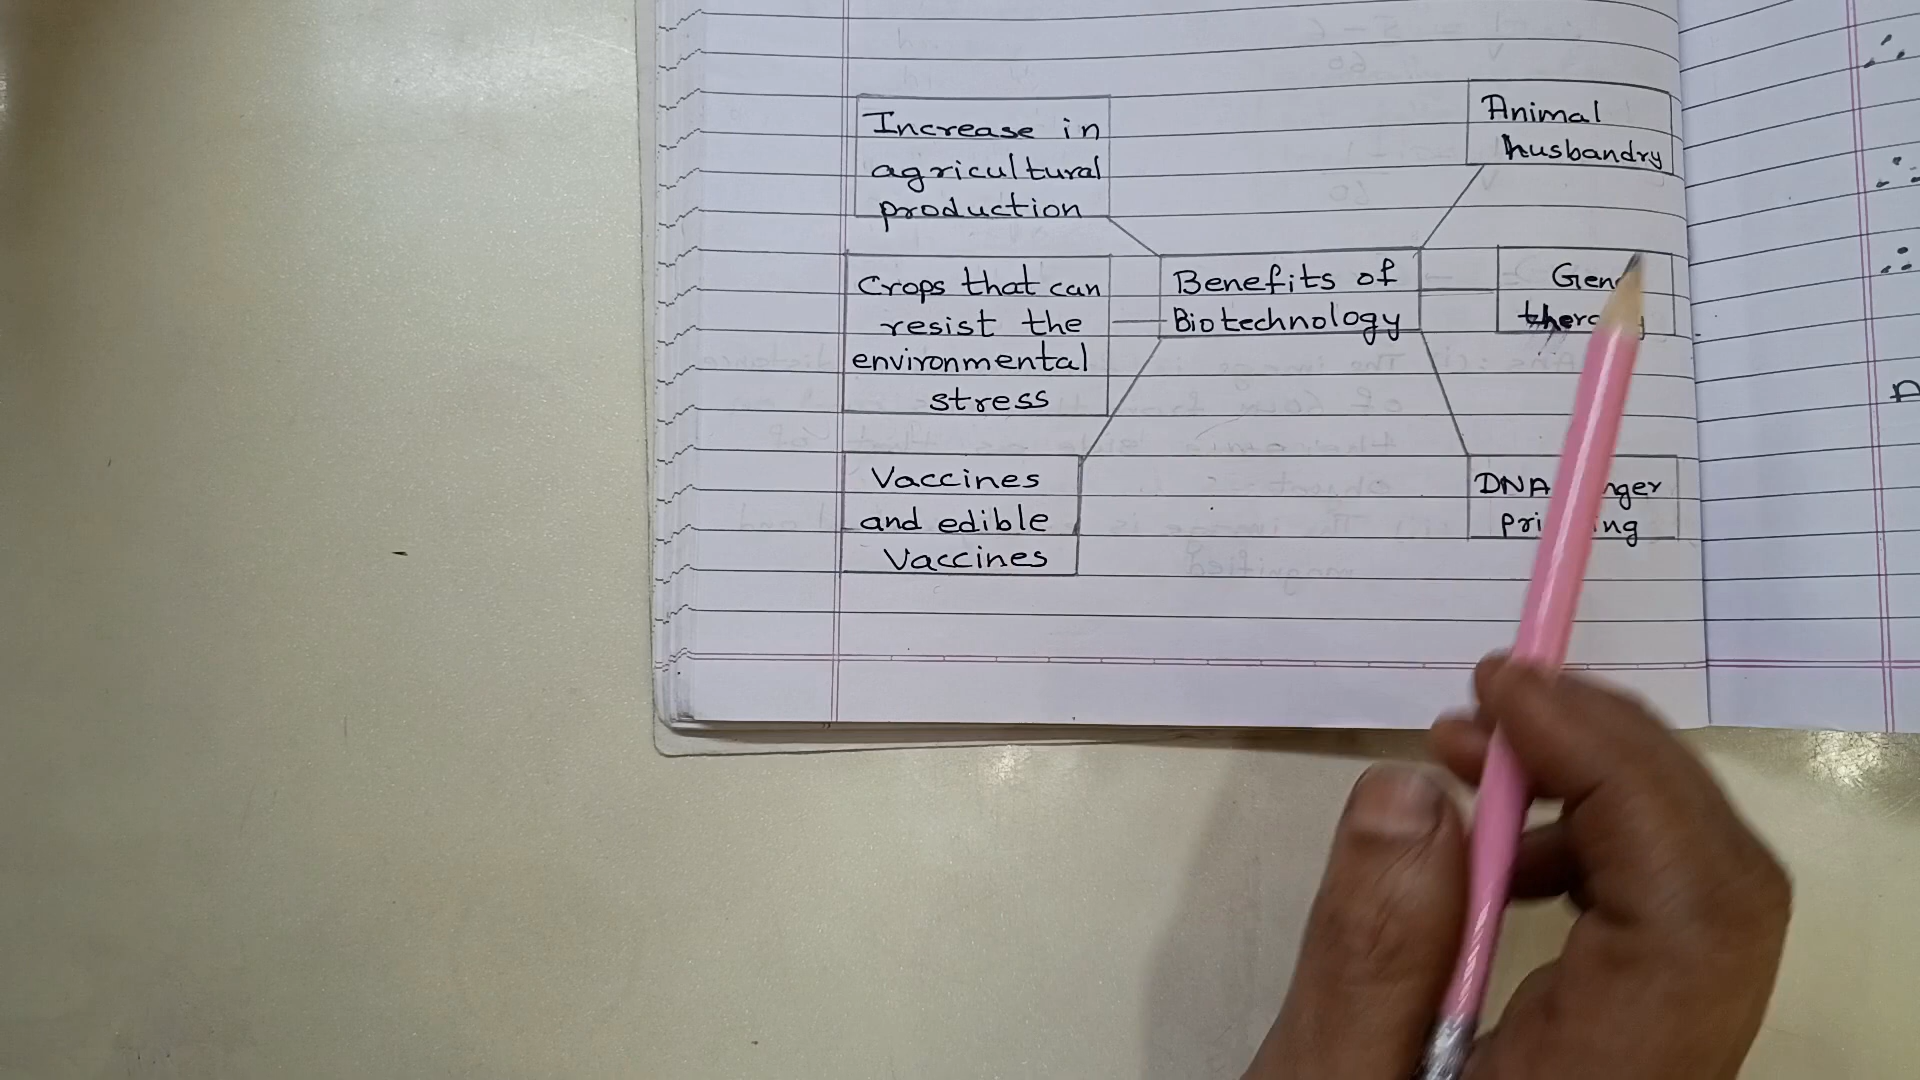 Increase in
agricultural
production
Animal
husbandry
Crops that can
resist the
environmental
stress
Benefits of
Biotechnology
Vaccines
and edible
Vaccines
DNA